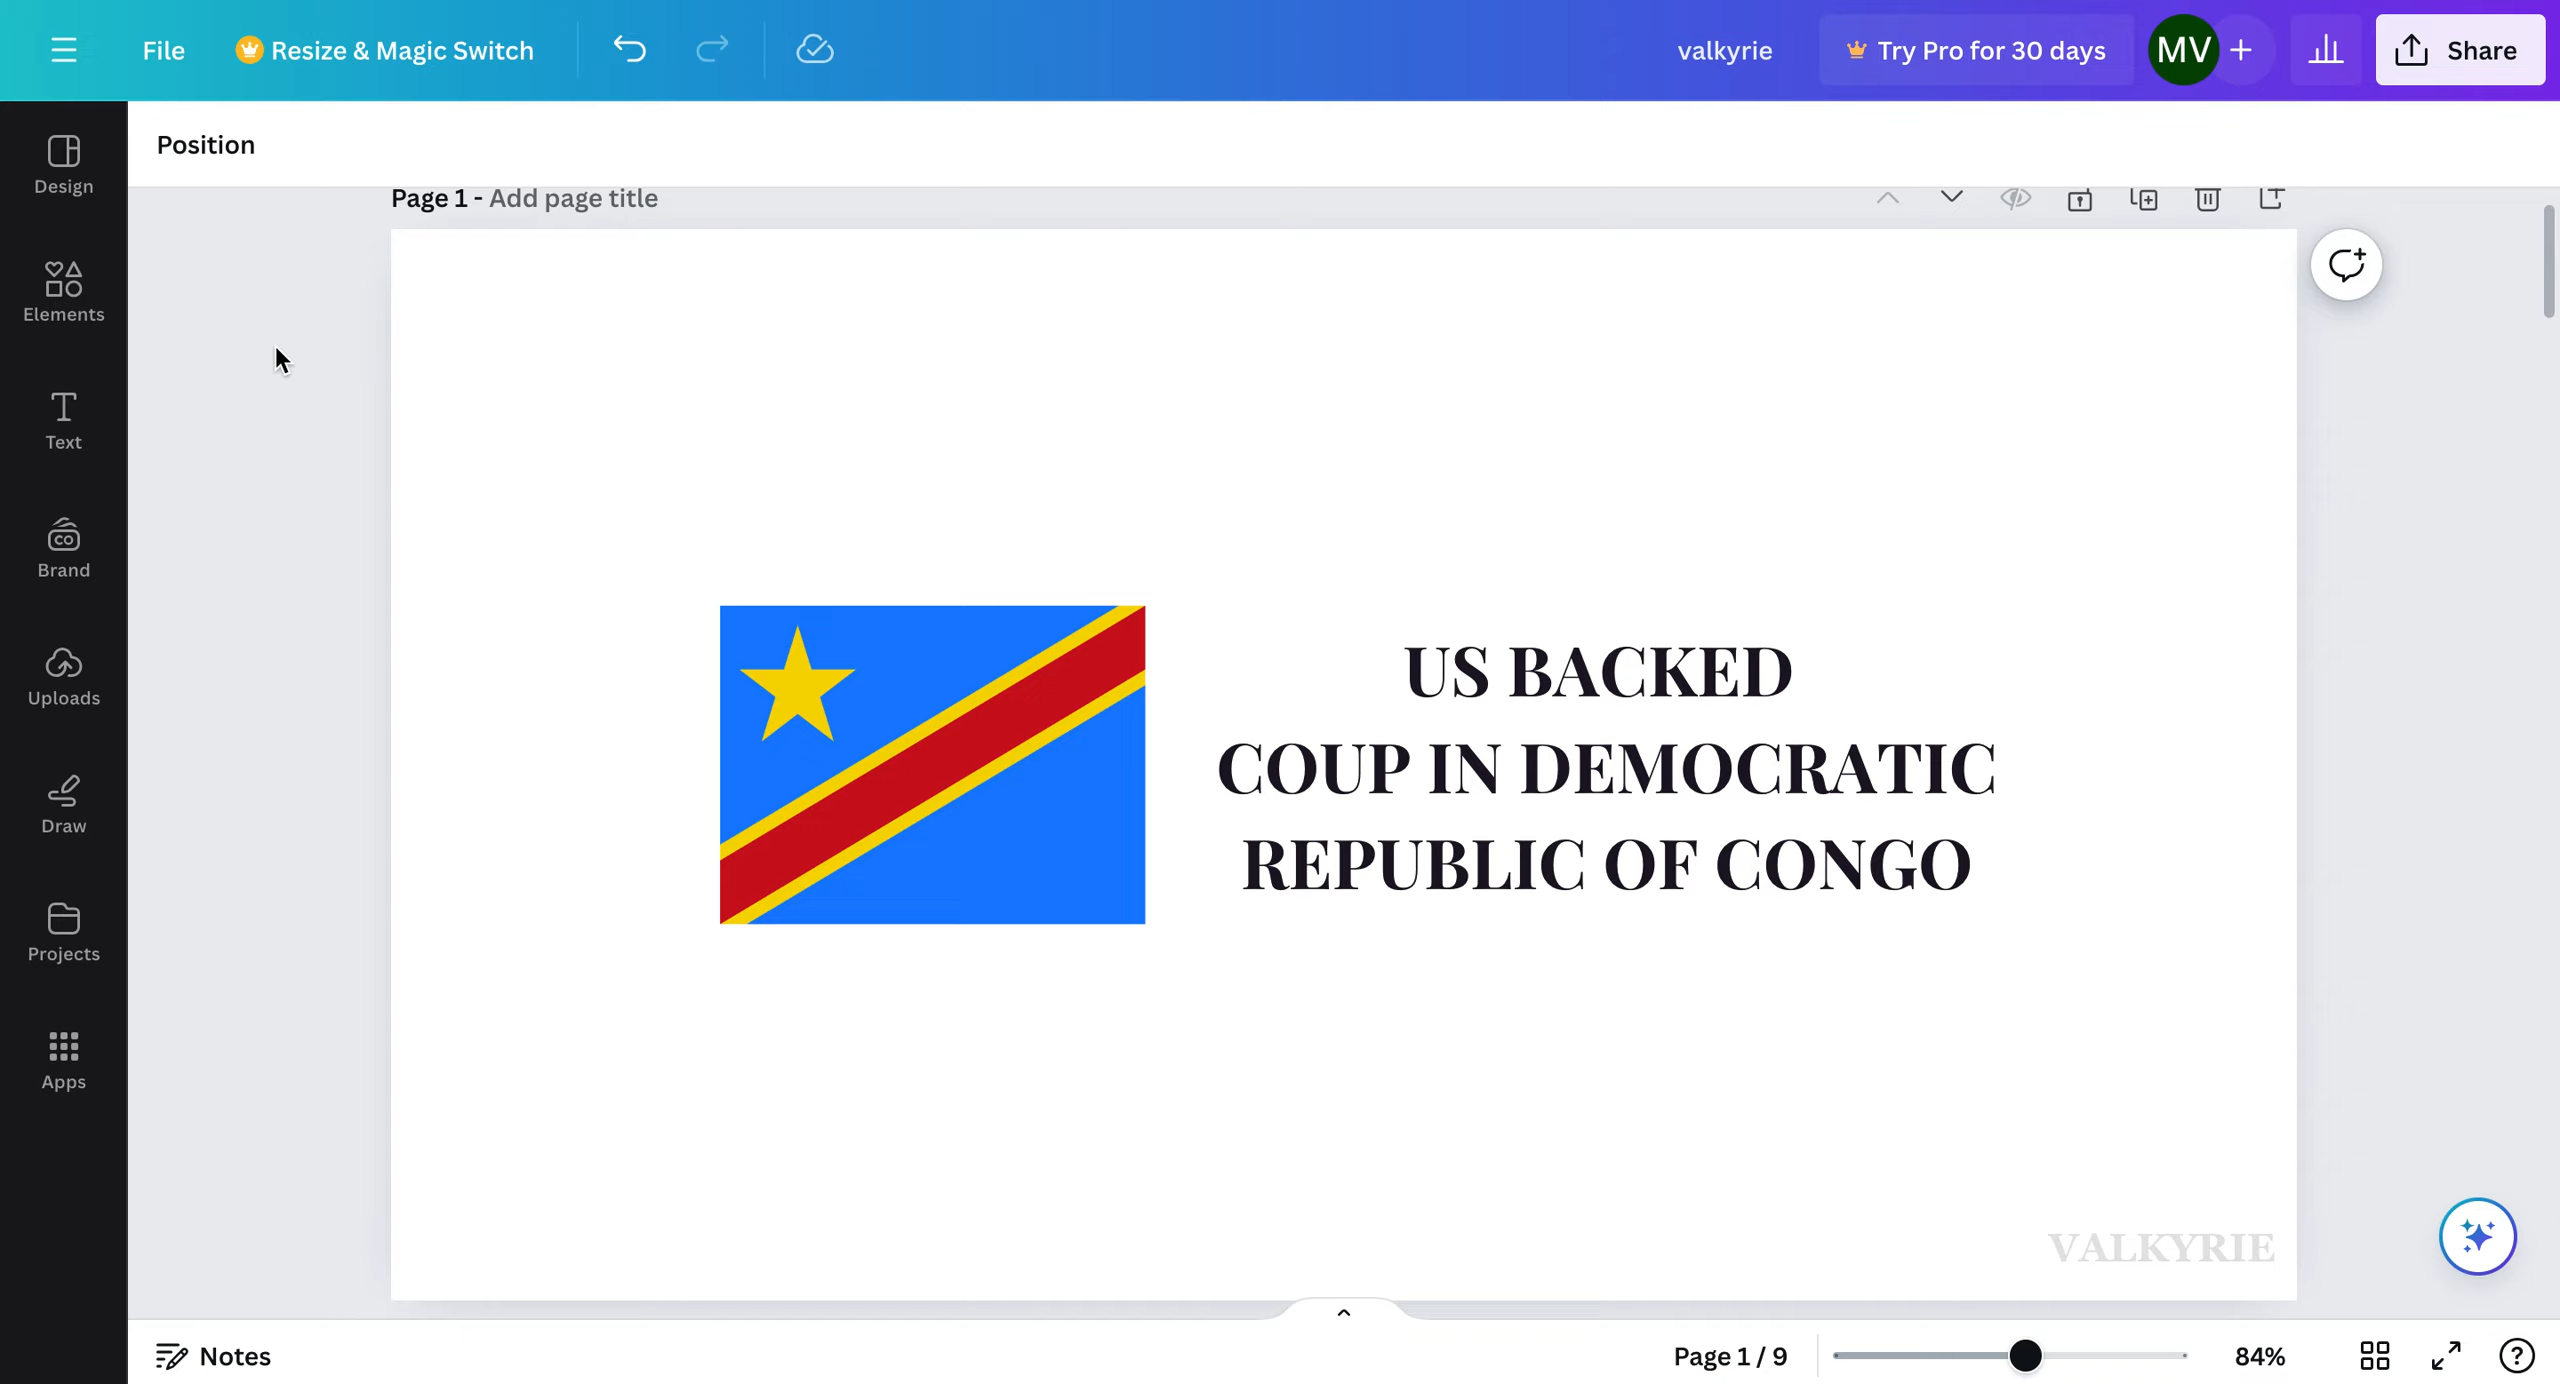 File
Resize & Magic Switch
valkyrie
Try Pro for 30 days
MV
Share
Position
Design
Elements
Text
Brand
CO
Uploads
Draw
Projects
Apps
Page 1 - Add page title
US BACKED
COUP IN DEMOCRATIC
REPUBLIC OF CONGO
VALKYRIE
Notes
Page 1 / 9
84%